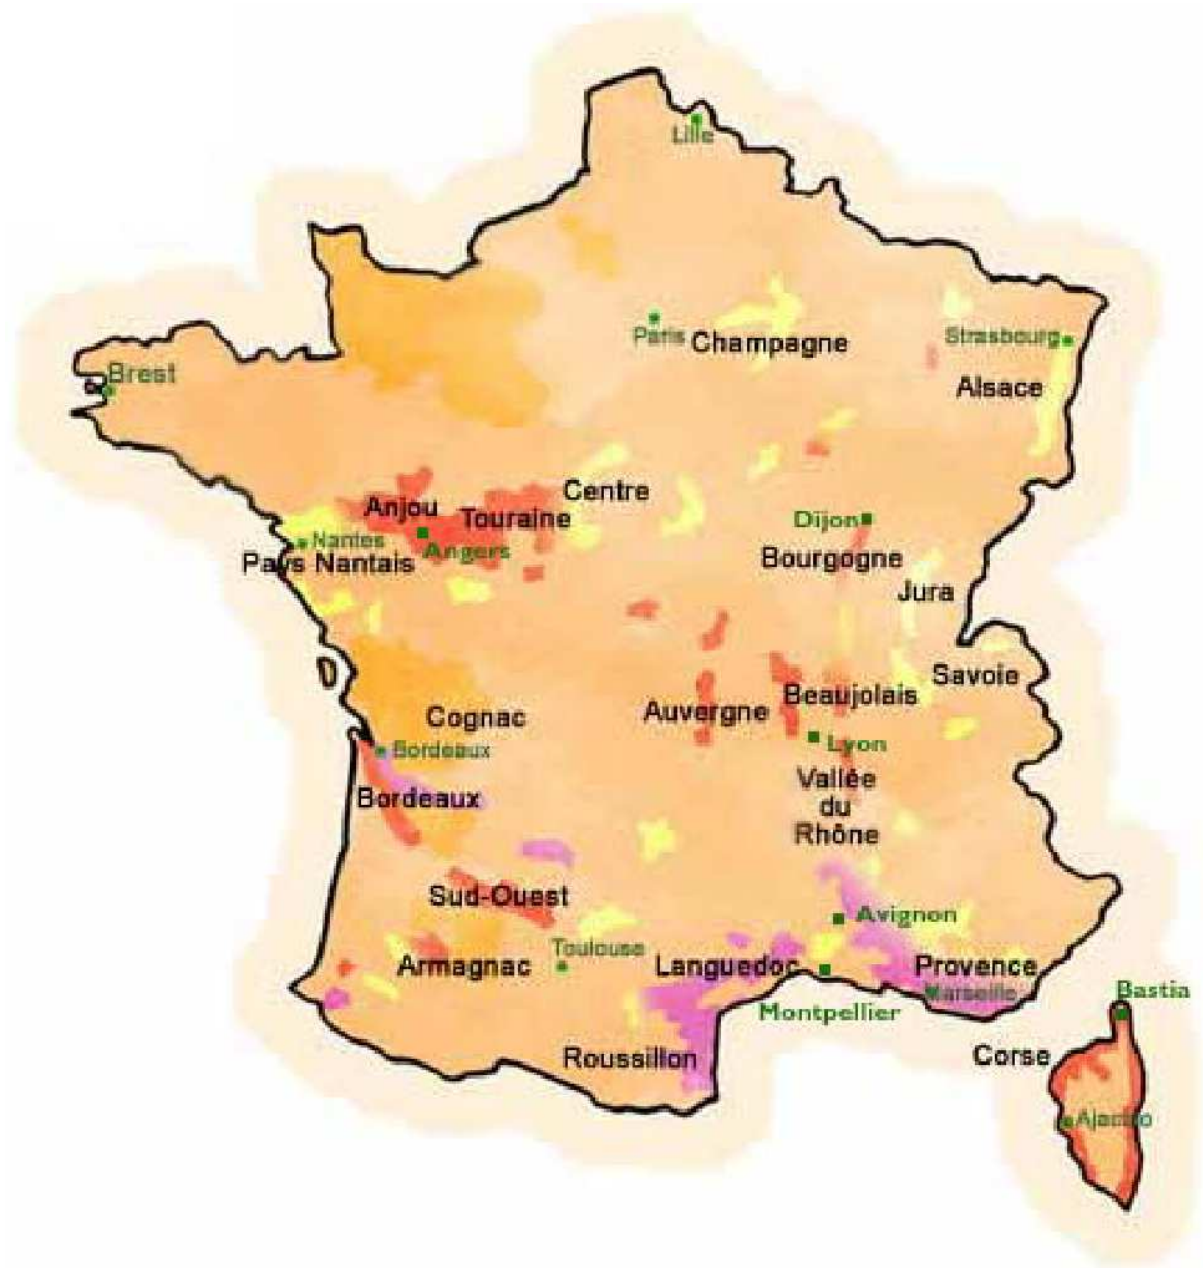 Lille
Paris
Champagne
Strasbourg
Brest
Alsace
Centre
Anjou
Touraine
Dijon
Nantes
Angers
Pays Nantais
Bourgogne
Jura
Savoie
Beaujolais
Auvergne
Cognac
Lyon
Bordeaux
Vallée
du
Rhône
Bordeaux
Sud-Ouest
Avignon
Toulouse
Armagnac
Languedoc
Provence
Marseille
Bastia
Montpellier
Roussillon
Corse
Ajaccio